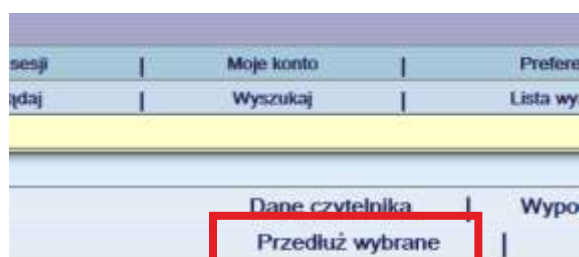 sesji | Moje konto | Prefere
ądaj | Wyszukaj | Lista wy
Dane czytelnika | Wypo
Przedłuż wybrane |